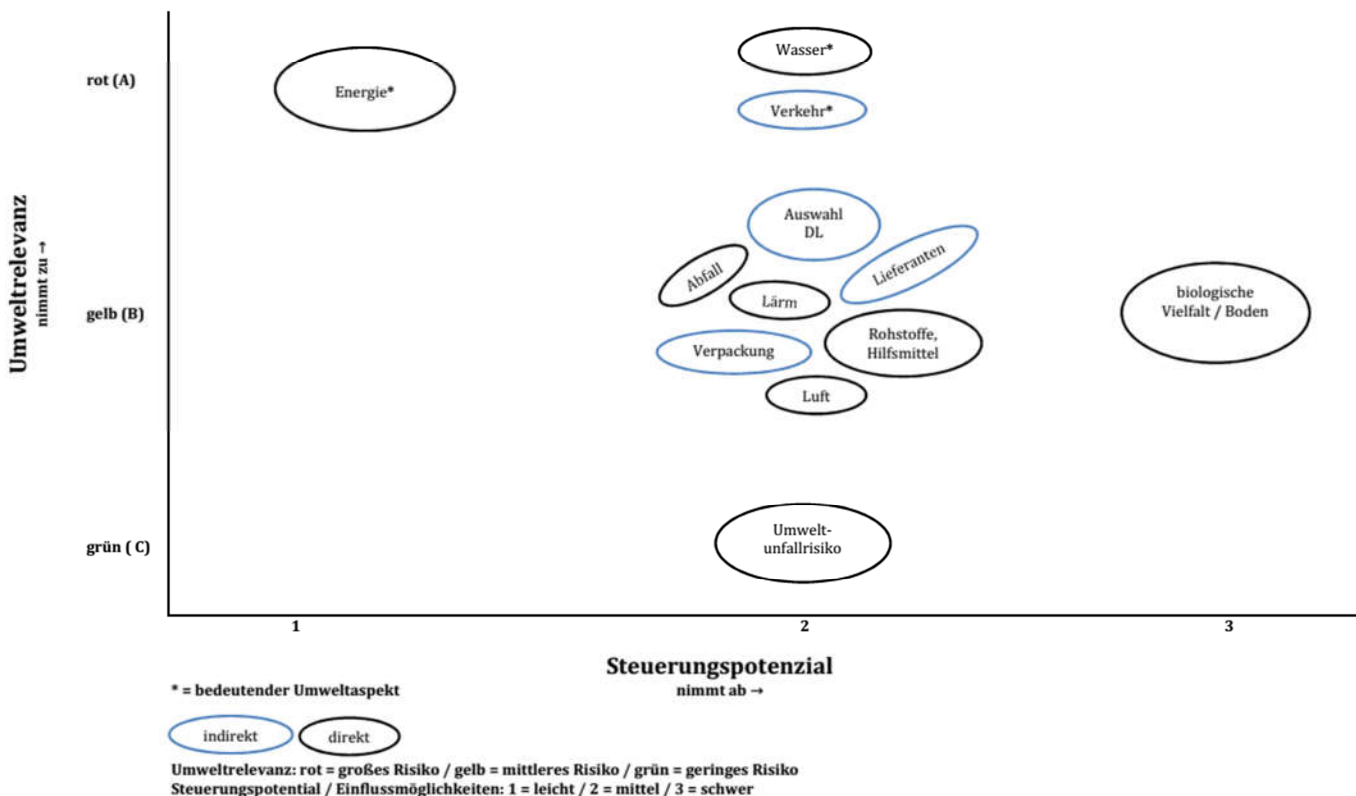 Wasser*
rot (A)
Energie*
Verkehr*
Auswahl
DL
Abfall
Lieferanten
Lärm
biologische
Vielfalt / Boden
Umweltrelevanz
nimmt zu →
gelb (B)
Rohstoffe,
Hilfsmittel
Verpackung
Luft
Umwelt-
unfallrisiko
grün ( C)
1
2
3
Steuerungspotenzial
nimmt ab →
* = bedeutender Umweltaspekt
indirekt
direkt
Umweltrelevanz: rot = großes Risiko / gelb = mittleres Risiko / grün = geringes Risiko
Steuerungspotential / Einflussmöglichkeiten: 1 = leicht / 2 = mittel / 3 = schwer